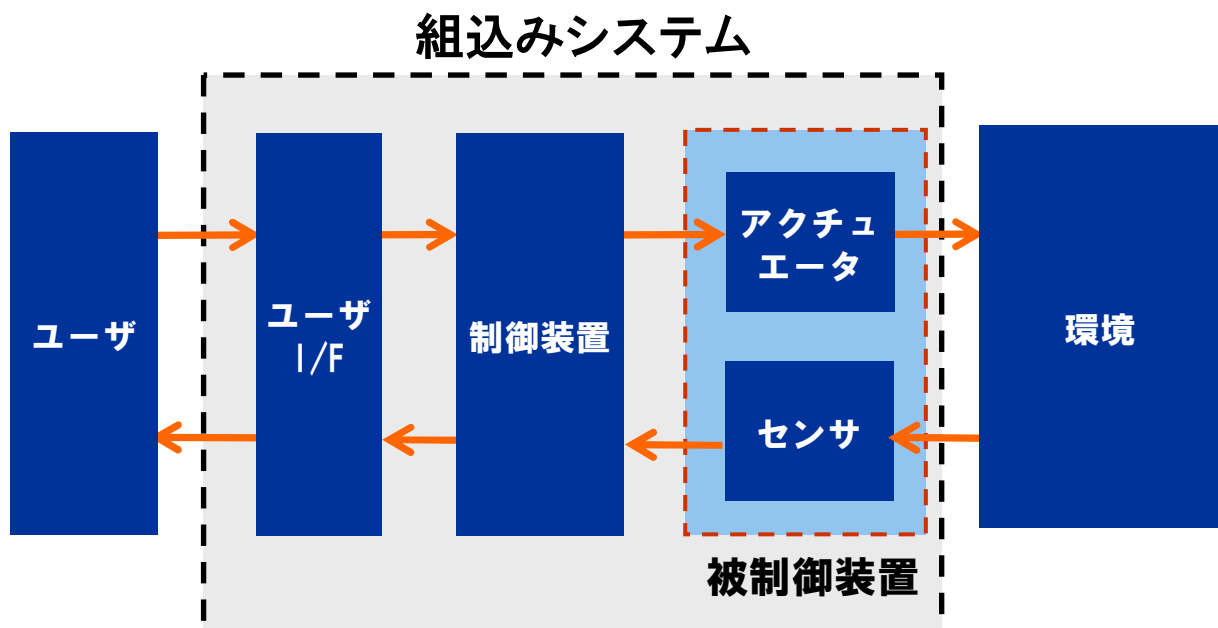 組込みシステム
ユーザ
ユーザ
I/F
制御装置
アクチュ
エータ
センサ
環境
被制御装置